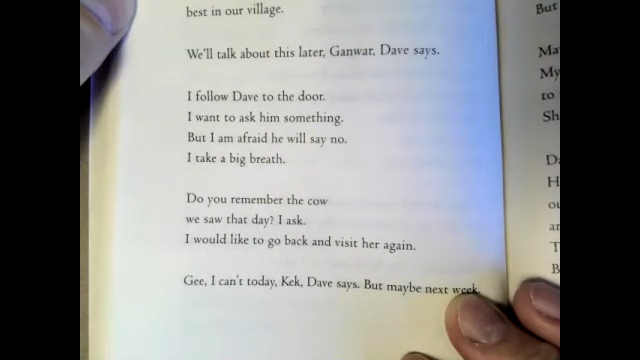 best in our village.
We'll talk about this later, Ganwar, Dave says.
I follow Dave to the door.
I want to ask him something.
But I am afraid he will say no.
I take a big breath.
Do you remember the cow
we saw that day? I ask.
I would like to go back and visit her again.
Gee, I can't today, Kek, Dave says. But maybe next week.
But
My
to